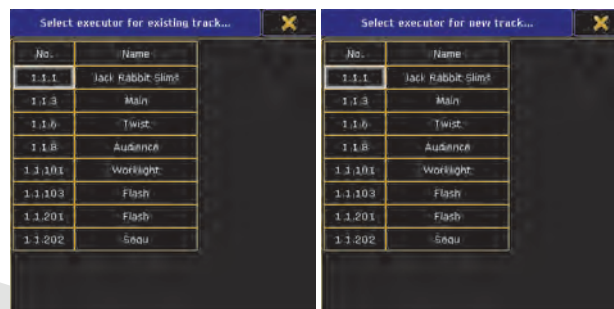 Select executor for existing track...
No. Name
1.1.1 Jack Rabbit Slims
1.1.3 Main
1.1.6 Twist
1.1.8 Audience
1.1.101 Worklight
1.1.103 Flash
1.1.201 Flash
1.1.202 Sequ
Select executor for new track...
No. Name
1.1.1 Jack Rabbit Slims
1.1.3 Main
1.1.6 Twist
1.1.8 Audience
1.1.101 Worklight
1.1.103 Flash
1.1.201 Flash
1.1.202 Sequ